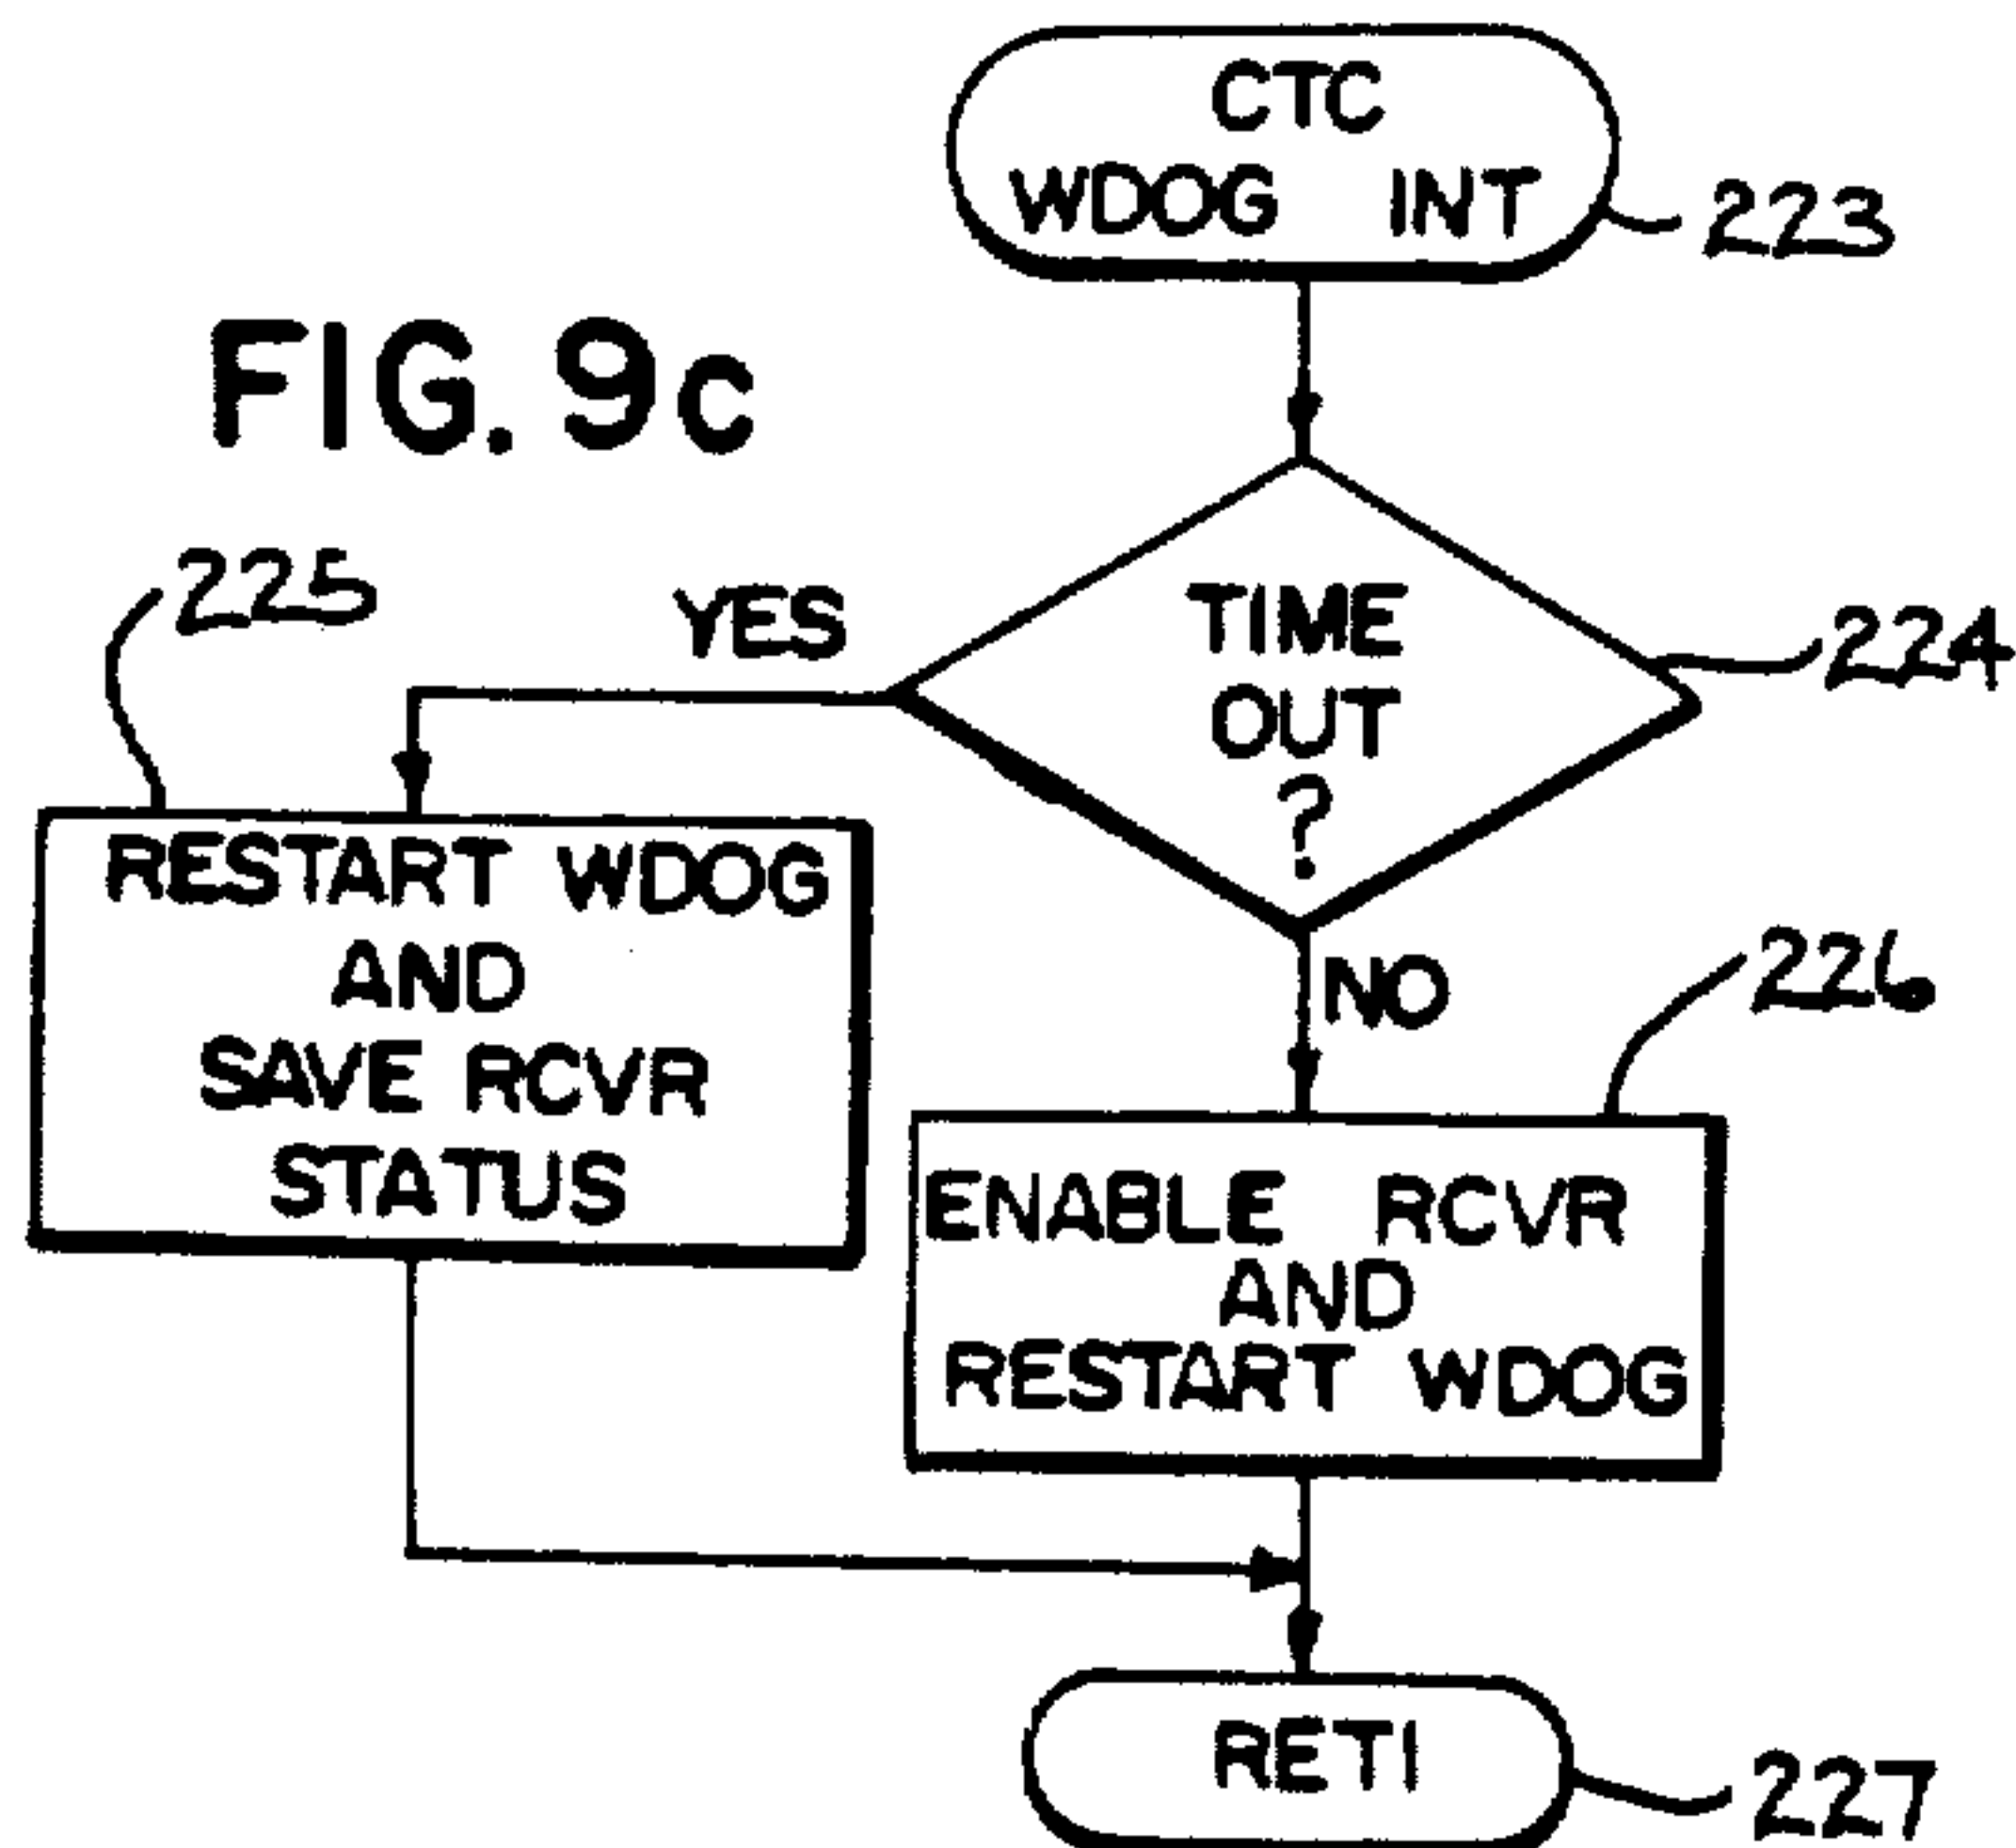 CTC
WDOG INT
223
FIG. 9c
225
YES
TIME
OUT
?
224
RESTART WDOG
AND
SAVE RCVR
STATUS
NO
226
ENABLE RCVR
AND
RESTART WDOG
RETI
227